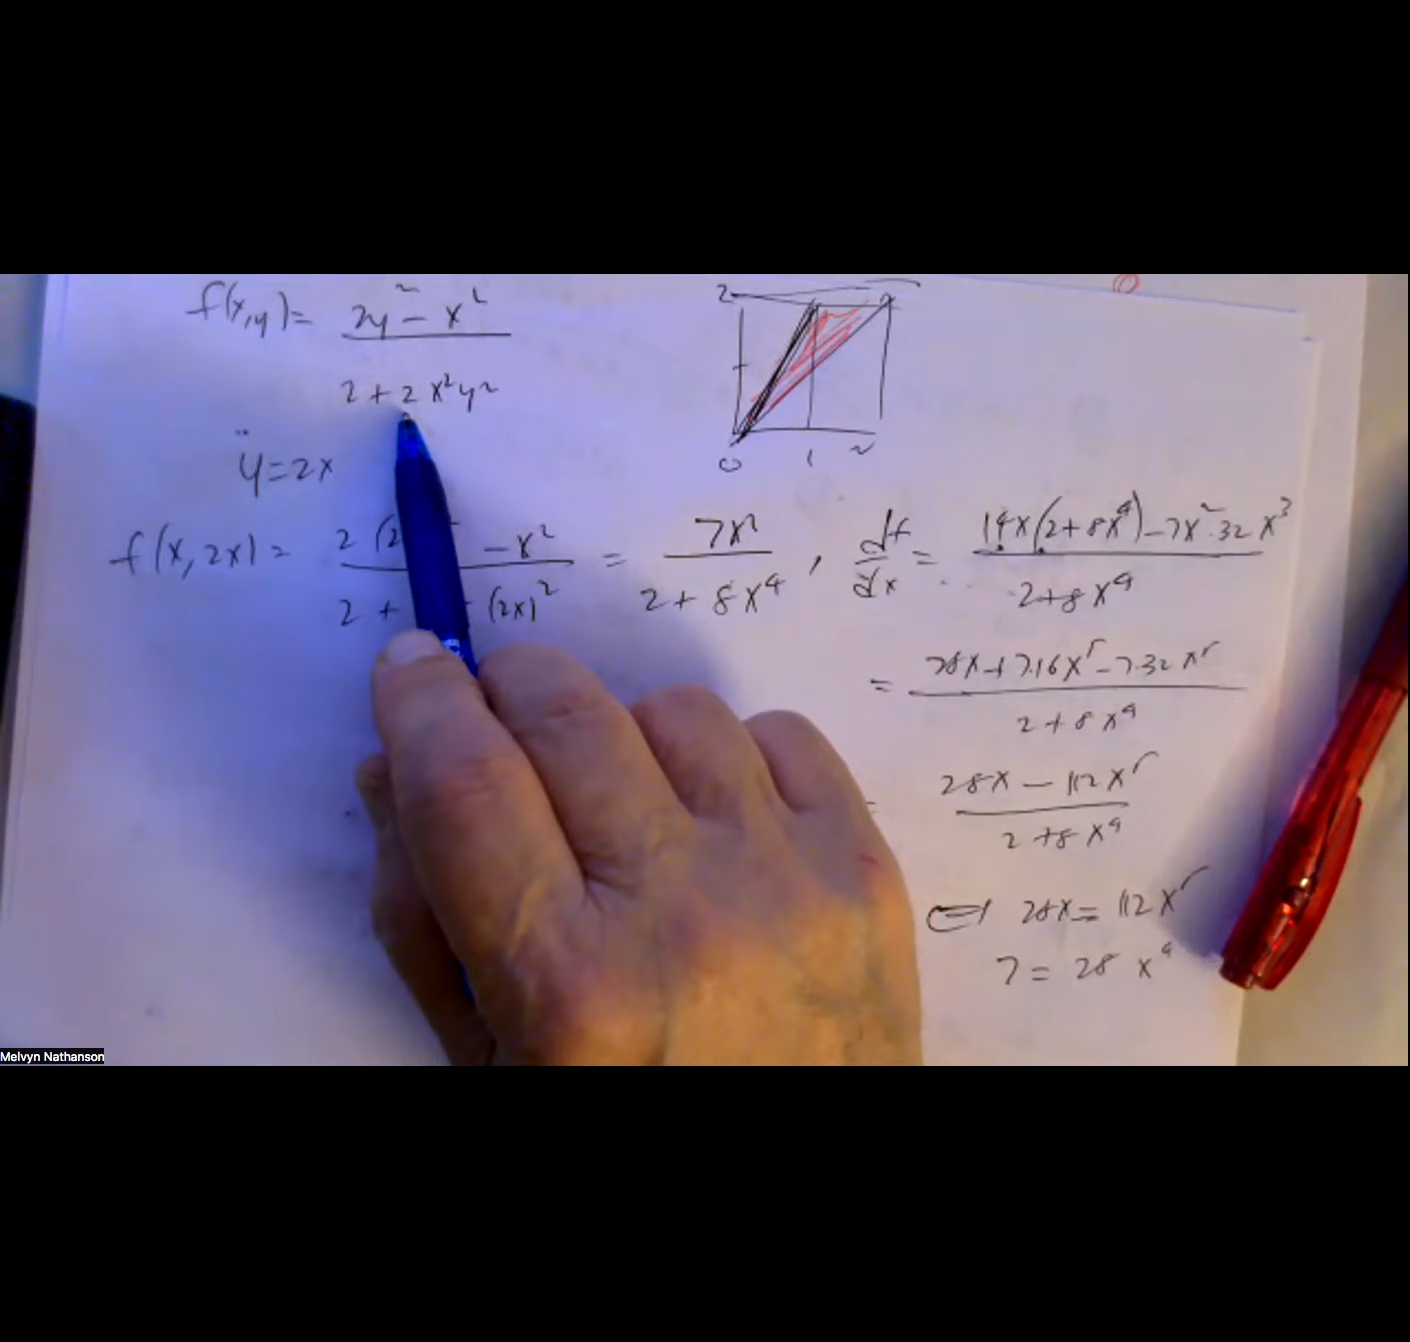 f(x,y) = 2y² - x²
2 + 2x²y²
2
0 1 2
y = 2x
f(x, 2x) = 2(2 - x² = 7x² , df = 14x(2+8x⁴) - 7x²·32x³
2 + (2x)² 2 + 8x⁴ dx 2+8x⁴
= 28x + 7·16x⁵ - 7·32x⁵
2 + 8x⁴
= 28x - 112x⁵
2 + 8x⁴
28x = 112x⁵
7 = 28x⁴
Melvyn Nathanson